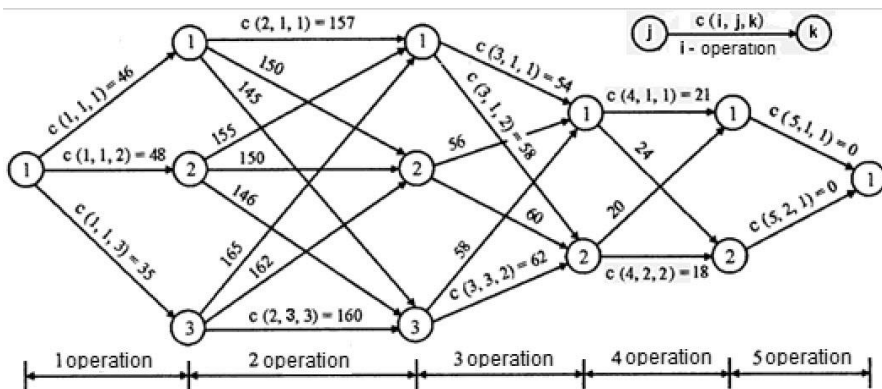 c (2, 1, 1) = 157
c (i, j, k)
j
k
i - operation
1
1
c (1, 1, 1) = 46
150
145
c (3, 1, 1) = 54
c (3, 1, 2) = 58
c (4, 1, 1) = 21
1
1
155
56
24
c (5, 1, 1) = 0
c (1, 1, 2) = 48
150
1
2
2
1
146
60
20
c (5, 2, 1) = 0
c (1, 1, 3) = 35
165
162
58
2
2
c (3, 3, 2) = 62
c (4, 2, 2) = 18
c (2, 3, 3) = 160
3
3
1 operation
2 operation
3 operation
4 operation
5 operation